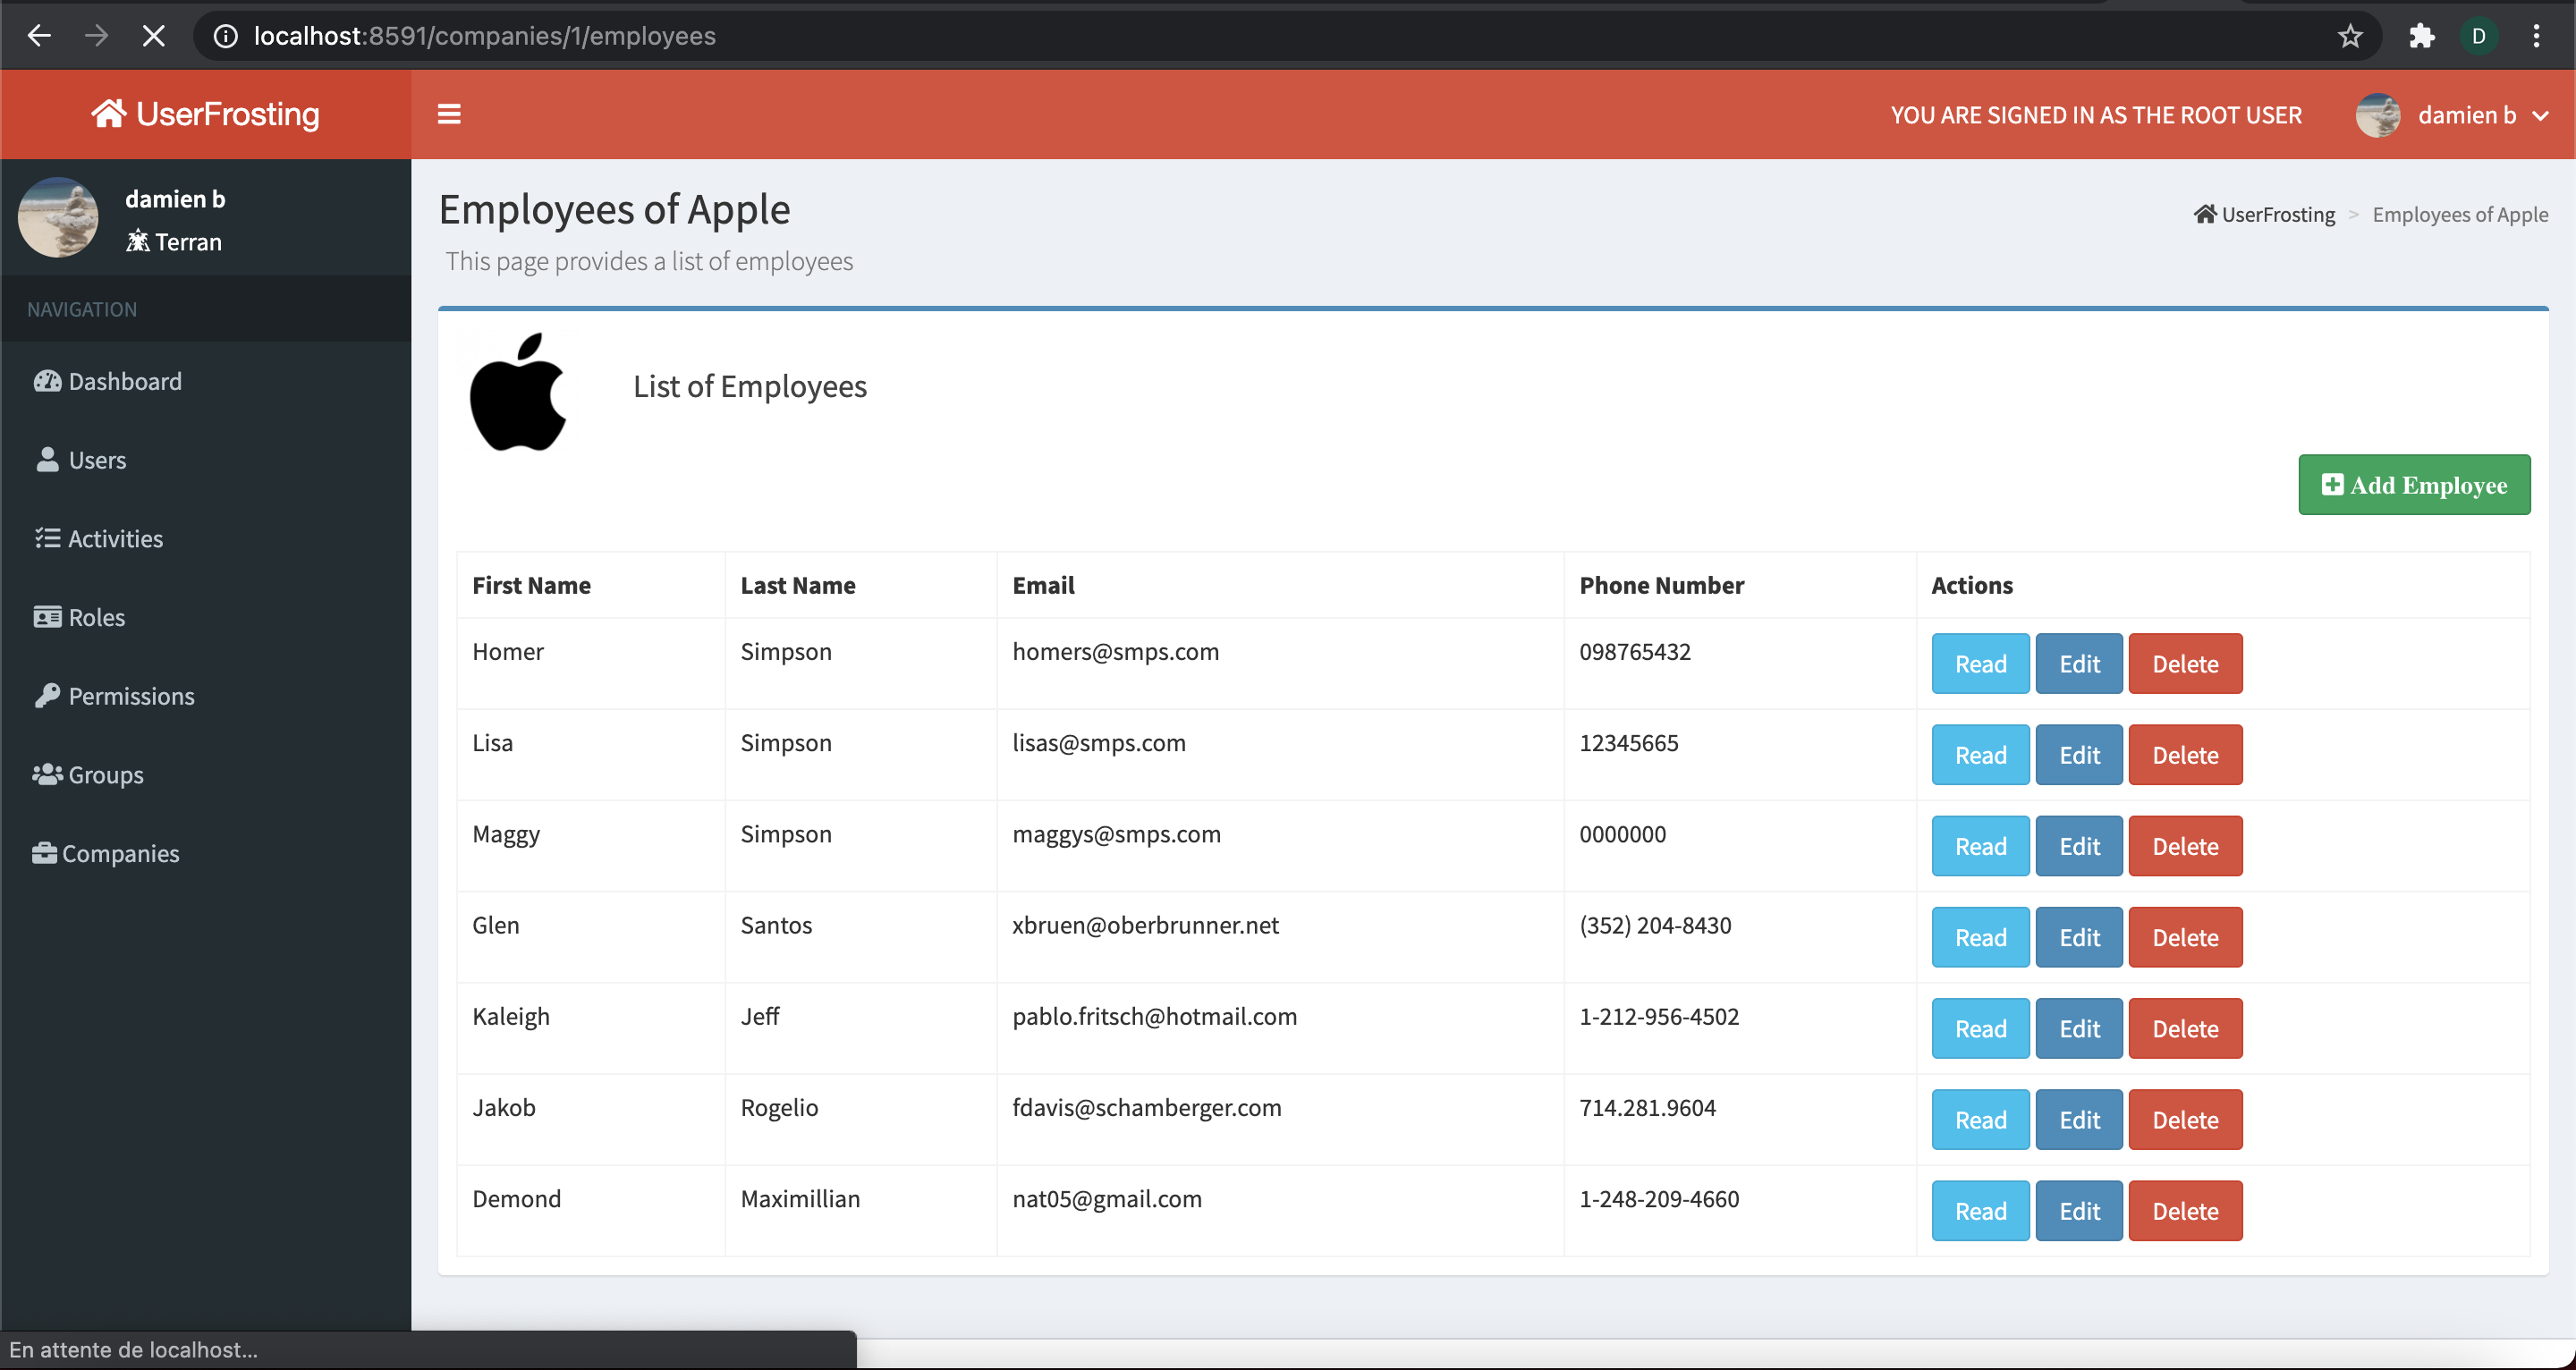 localhost:8591/companies/1/employees
D
UserFrosting
YOU ARE SIGNED IN AS THE ROOT USER
damien b
damien b
Terran
NAVIGATION
Dashboard
Users
Activities
Roles
Permissions
Groups
Companies
Employees of Apple
This page provides a list of employees
UserFrosting > Employees of Apple
List of Employees
Add Employee
First Name Last Name Email Phone Number Actions
Homer Simpson homers@smps.com 098765432 Read Edit Delete
Lisa Simpson lisas@smps.com 12345665 Read Edit Delete
Maggy Simpson maggys@smps.com 0000000 Read Edit Delete
Glen Santos xbruen@oberbrunner.net (352) 204-8430 Read Edit Delete
Kaleigh Jeff pablo.fritsch@hotmail.com 1-212-956-4502 Read Edit Delete
Jakob Rogelio fdavis@schamberger.com 714.281.9604 Read Edit Delete
Demond Maximillian nat05@gmail.com 1-248-209-4660 Read Edit Delete
En attente de localhost...